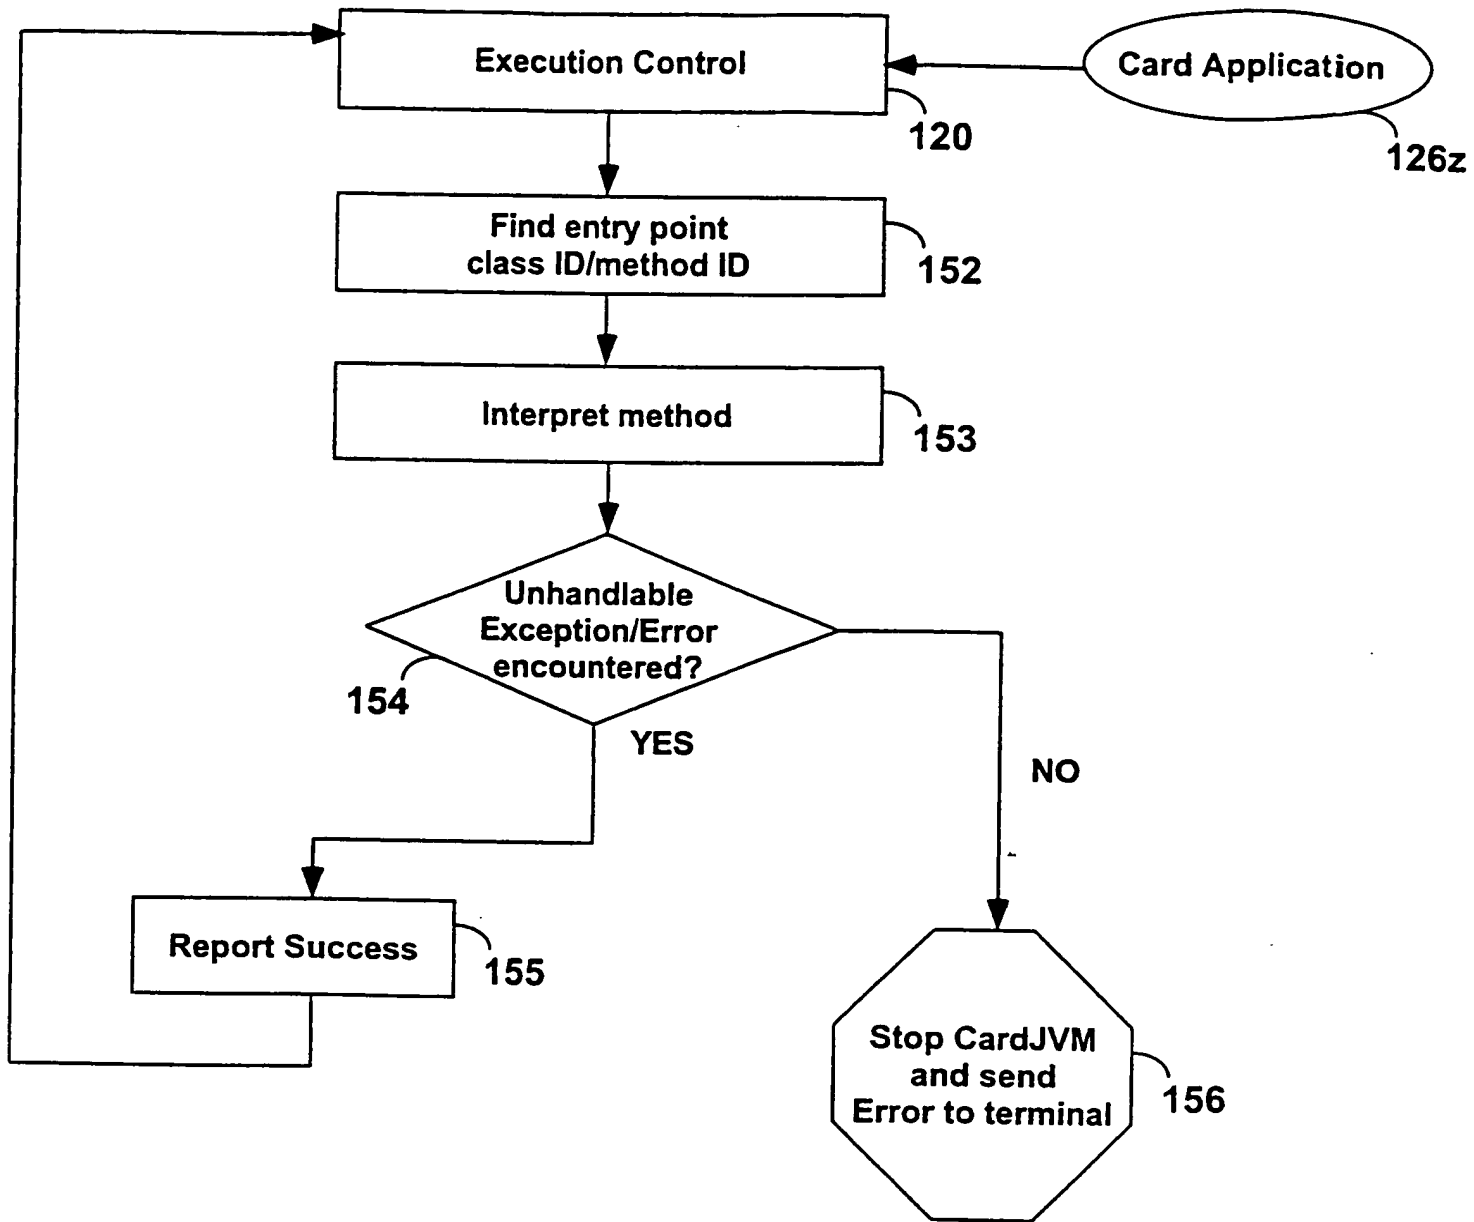 Execution Control
Card Application
120
126z
Find entry point
class ID/method ID
152
Interpret method
153
Unhandlable
Exception/Error
encountered?
154
YES
NO
Report Success
155
Stop CardJVM
and send
Error to terminal
156